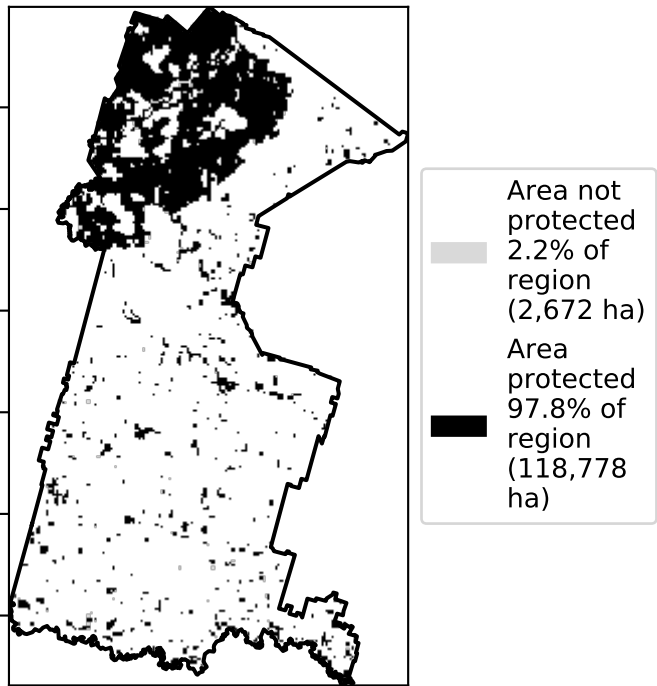 Area not
protected
2.2% of
region
(2,672 ha)
Area
protected
97.8% of
region
(118,778
ha)